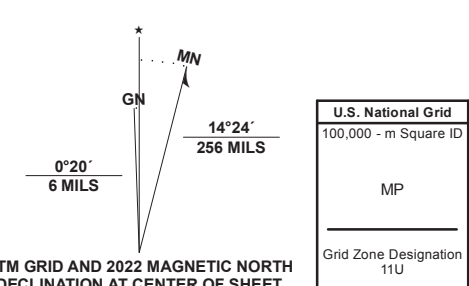 ★
MN
GN
14°24´
256 MILS
0°20´
6 MILS
TM GRID AND 2022 MAGNETIC NORTH
DECLINATION AT CENTER OF SHEET
U.S. National Grid
100,000 - m Square ID
MP
Grid Zone Designation
11U